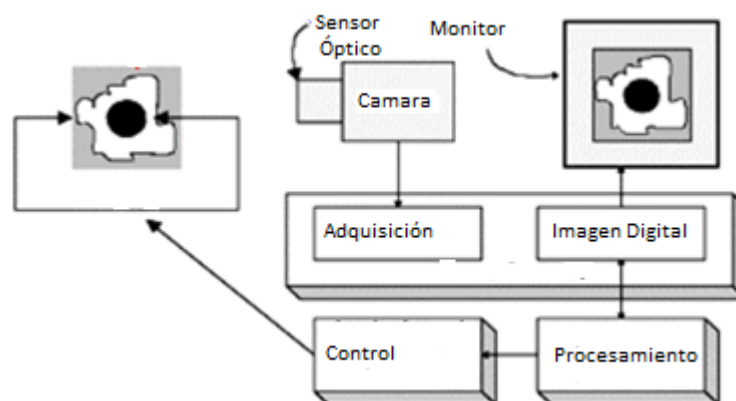 Sensor
Óptico
Monitor
Camara
Adquisición
Imagen Digital
Control
Procesamiento